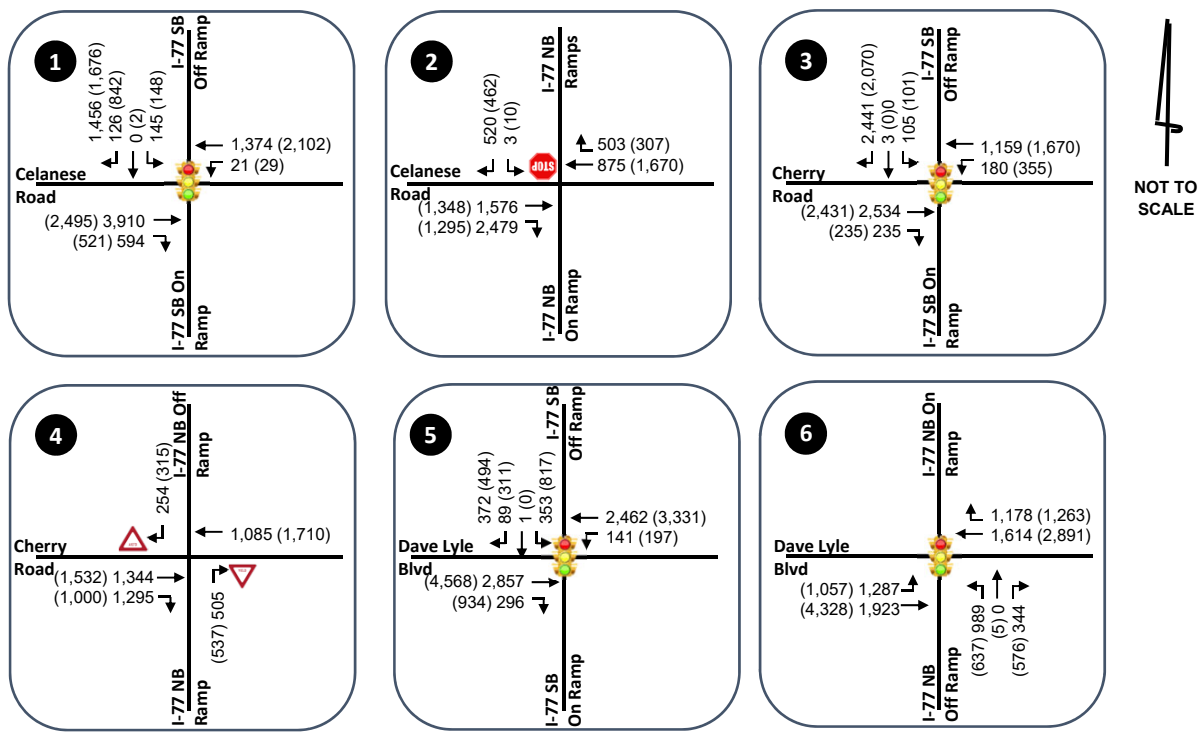 1
I-77 SB
Off Ramp
1,456 (1,676)
126 (842)
0 (2)
145 (148)
1,374 (2,102)
21 (29)
Celanese
Road
(2,495) 3,910
(521) 594
I-77 SB On
Ramp
2
I-77 NB
Ramps
520 (462)
3 (10)
STOP
503 (307)
875 (1,670)
Celanese
Road
(1,348) 1,576
(1,295) 2,479
I-77 NB
On Ramp
3
I-77 SB
Off Ramp
2,441 (2,070)
3 (0)0
105 (101)
1,159 (1,670)
180 (355)
Cherry
Road
(2,431) 2,534
(235) 235
I-77 SB On
Ramp
NOT TO
SCALE
4
I-77 NB Off
Ramp
254 (315)
1,085 (1,710)
Cherry
Road
(1,532) 1,344
(1,000) 1,295
(537) 505
I-77 NB
Ramp
5
I-77 SB
Off Ramp
372 (494)
89 (311)
1 (0)
353 (817)
2,462 (3,331)
141 (197)
Dave Lyle
Blvd
(4,568) 2,857
(934) 296
I-77 SB
On Ramp
6
I-77 NB On
Ramp
1,178 (1,263)
1,614 (2,891)
Dave Lyle
Blvd
(1,057) 1,287
(4,328) 1,923
(637) 989
(5) 0
(576) 344
I-77 NB
Off Ramp